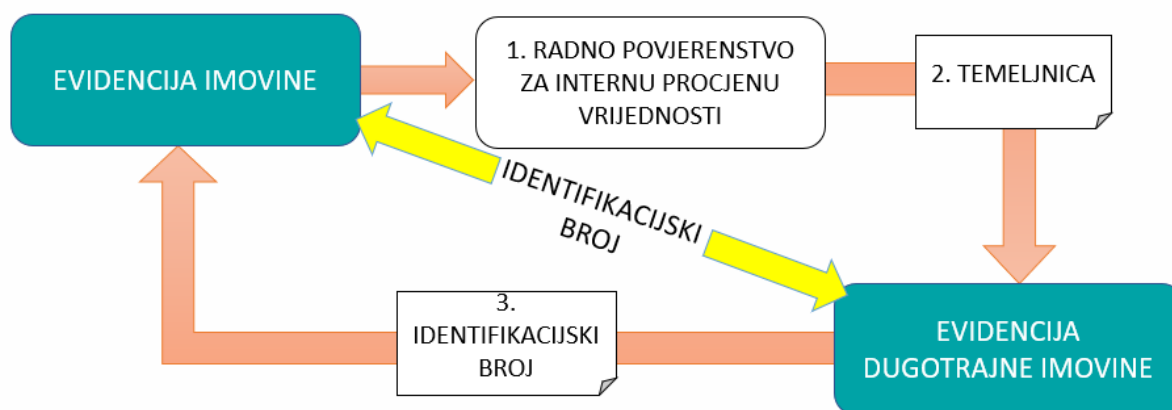 EVIDENCIJA IMOVINE
1. RADNO POVJERENSTVO
ZA INTERNU PROCJENU
VRIJEDNOSTI
2. TEMELJNICA
IDENTIFIKACIJSKI
BROJ
3.
IDENTIFIKACIJSKI
BROJ
EVIDENCIJA
DUGOTRAJNE IMOVINE